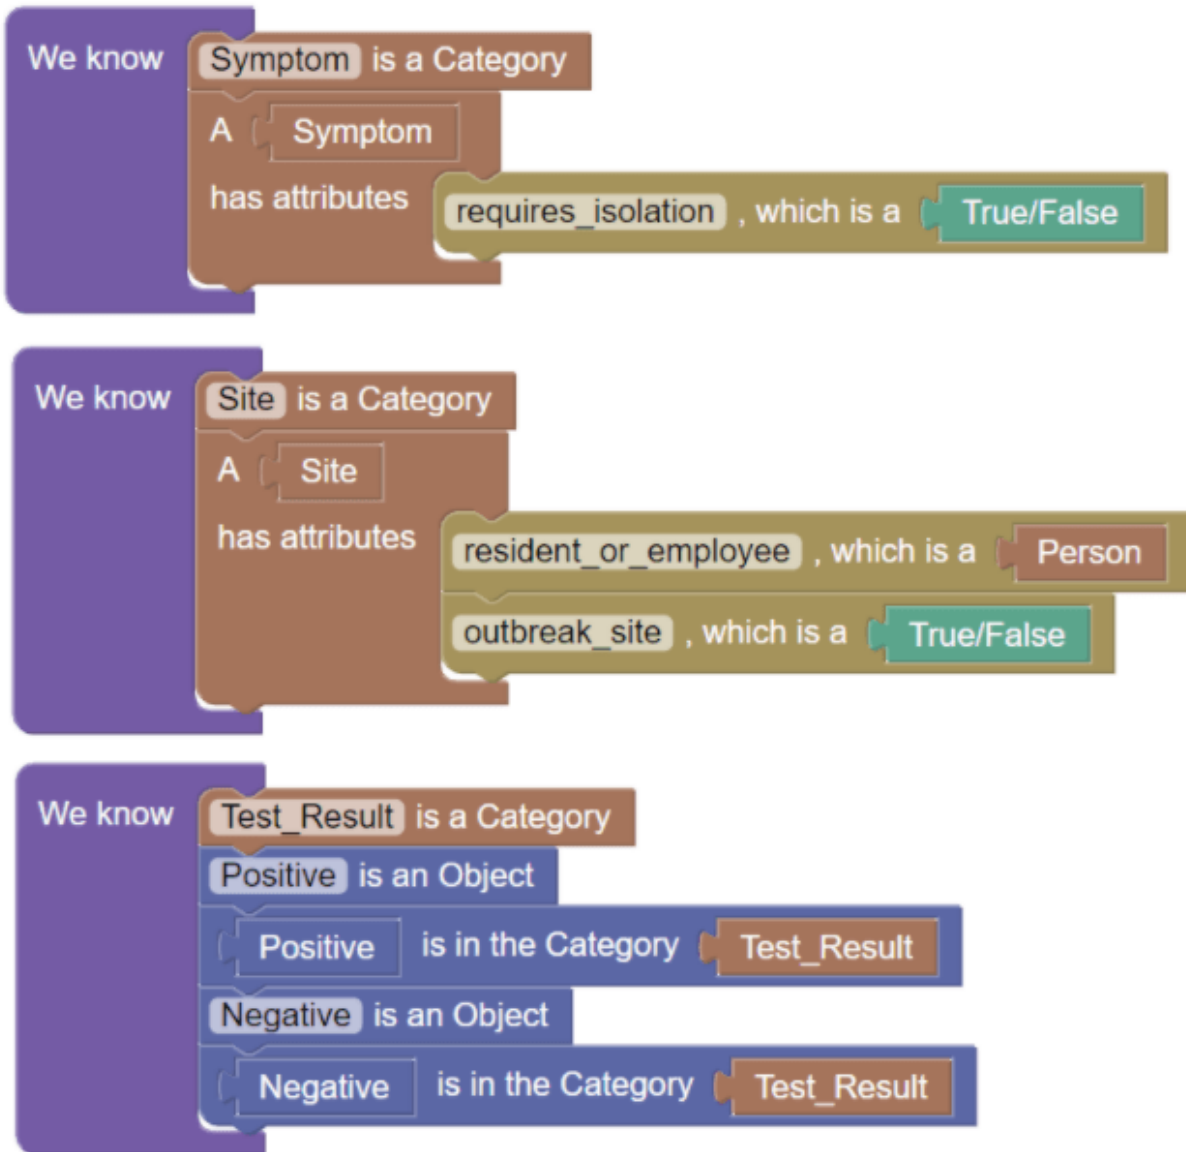 We know Symptom is a Category
A Symptom
has attributes
requires_isolation , which is a True/False
We know Site is a Category
A Site
has attributes
resident_or_employee , which is a Person
outbreak_site , which is a True/False
We know Test_Result is a Category
Positive is an Object
Positive is in the Category Test_Result
Negative is an Object
Negative is in the Category Test_Result